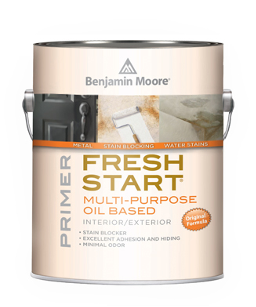 Benjamin Moore®
METAL STAIN BLOCKING WATER STAINS
PRIMER
FRESH
START®
MULTI-PURPOSE
OIL BASED
INTERIOR/EXTERIOR
Original
Formula
• STAIN BLOCKER
• EXCELLENT ADHESION AND HIDING
• MINIMAL ODOR